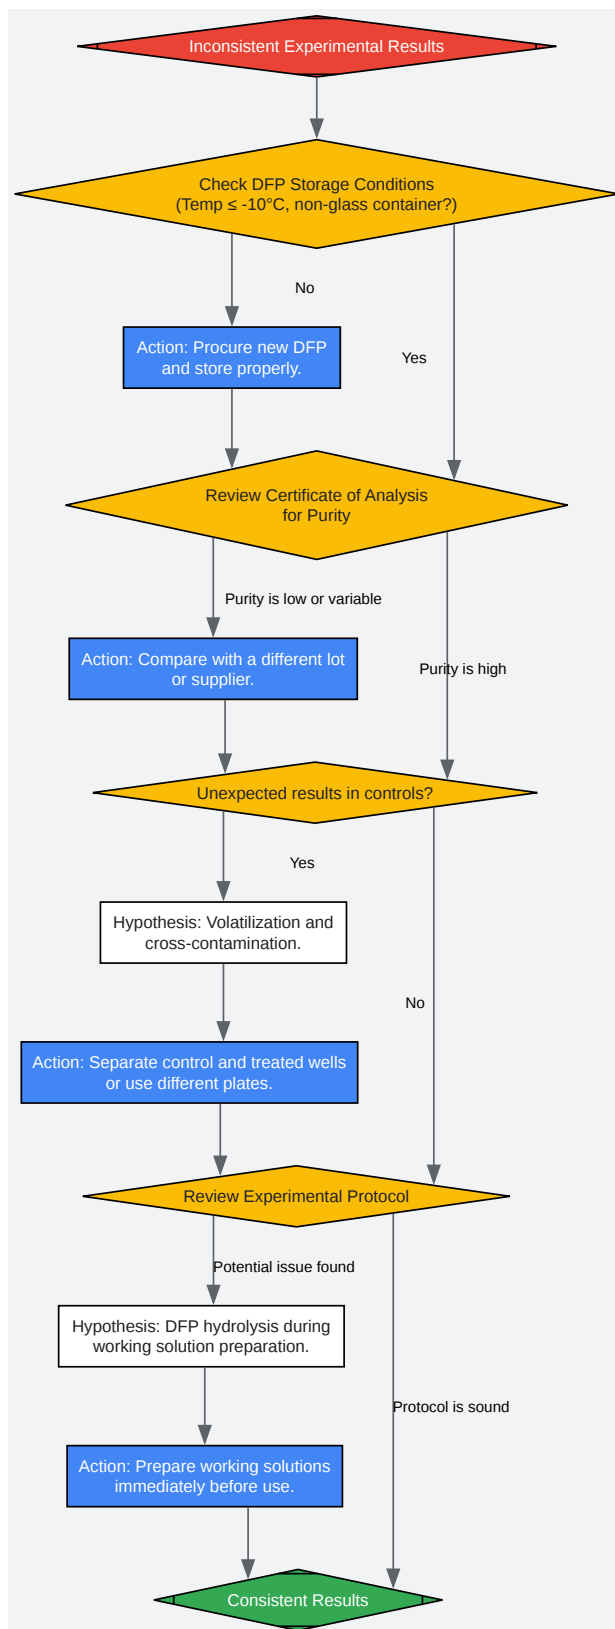 Inconsistent Experimental Results
Check DFP Storage Conditions
(Temp ≤ -10°C, non-glass container?)
No
Action: Procure new DFP
and store properly.
Yes
Review Certificate of Analysis
for Purity
Purity is low or variable
Action: Compare with a different lot
or supplier.
Purity is high
Unexpected results in controls?
Yes
Hypothesis: Volatilization and
cross-contamination.
No
Action: Separate control and treated wells
or use different plates.
Review Experimental Protocol
Potential issue found
Hypothesis: DFP hydrolysis during
working solution preparation.
Protocol is sound
Action: Prepare working solutions
immediately before use.
Consistent Results